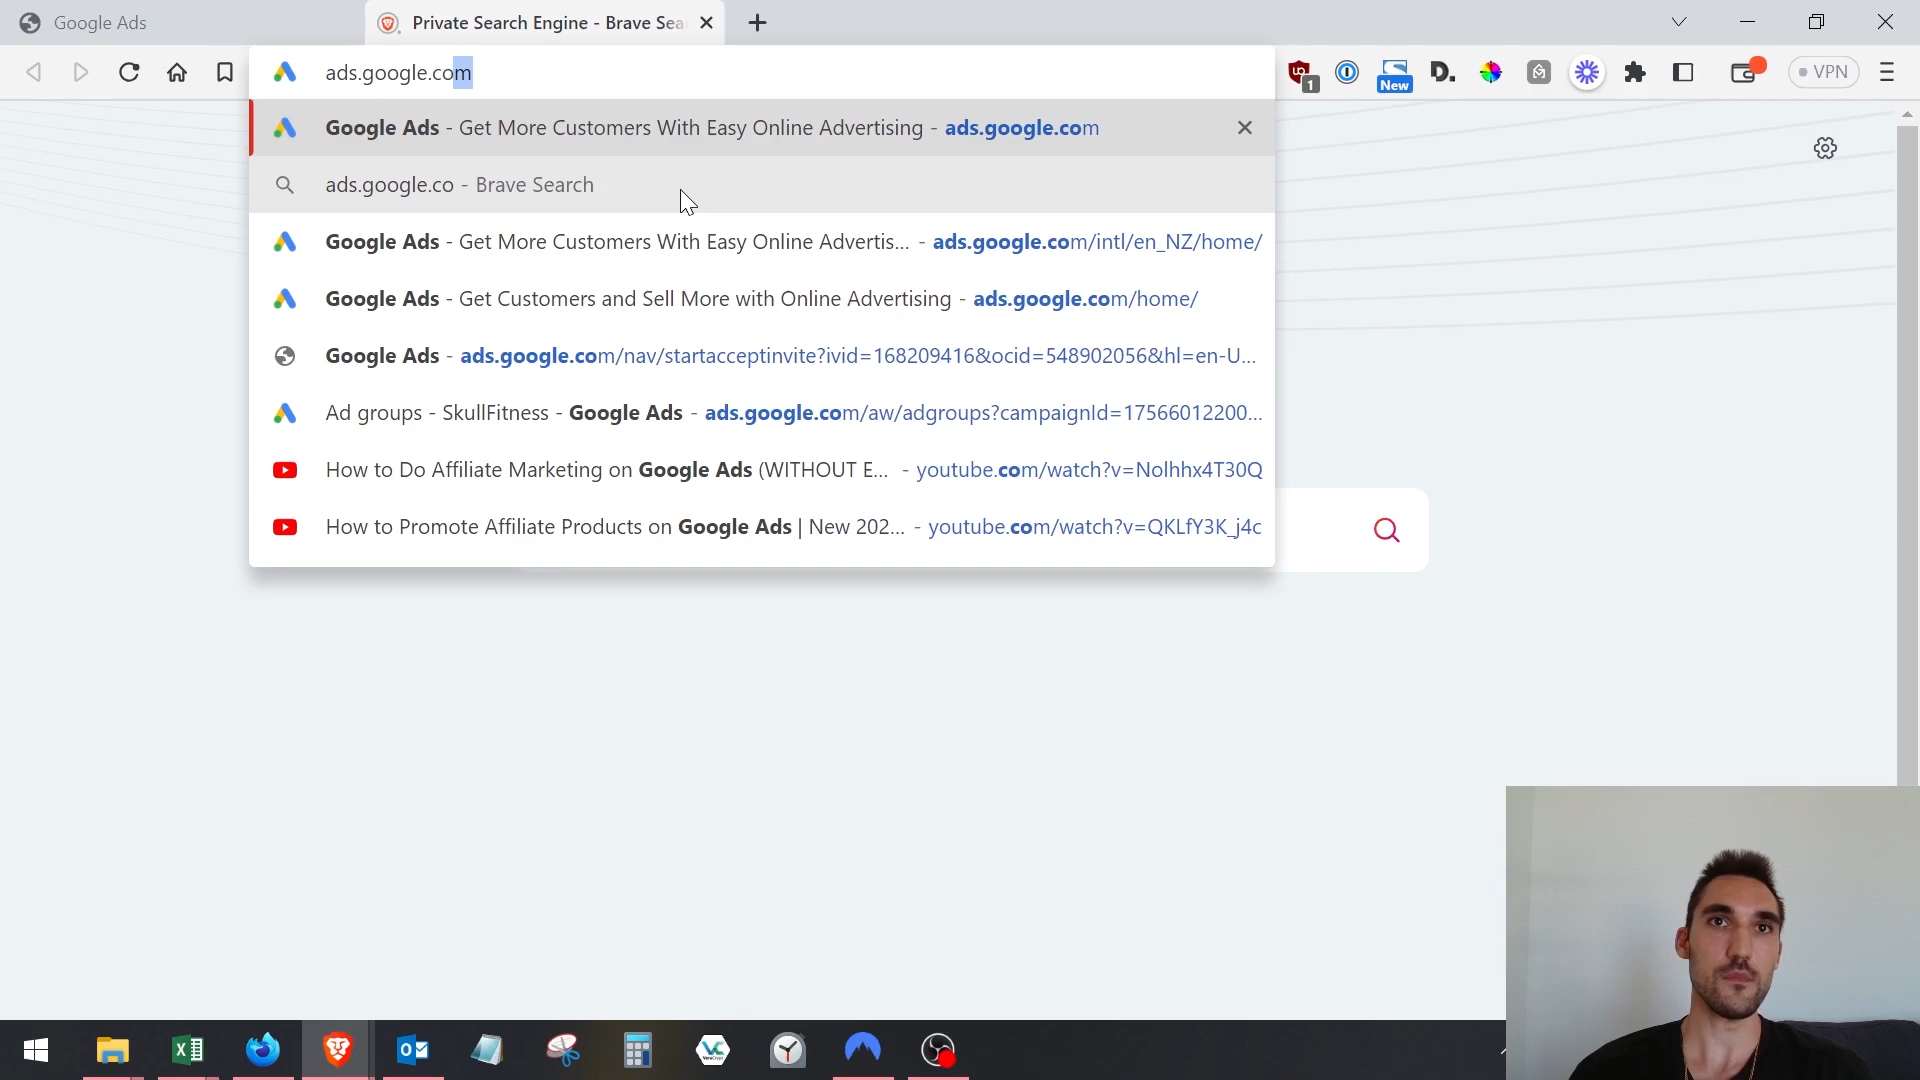 Google Ads
Private Search Engine - Brave Sea
ads.google.com
1
New
D.
VPN
Google Ads - Get More Customers With Easy Online Advertising - ads.google.com
ads.google.co - Brave Search
Google Ads - Get More Customers With Easy Online Advertis... - ads.google.com/intl/en_NZ/home/
Google Ads - Get Customers and Sell More with Online Advertising - ads.google.com/home/
Google Ads - ads.google.com/nav/startacceptinvite?ivid=168209416&ocid=548902056&hl=en-U...
Ad groups - SkullFitness - Google Ads - ads.google.com/aw/adgroups?campaignId=17566012200...
How to Do Affiliate Marketing on Google Ads (WITHOUT E... - youtube.com/watch?v=Nolhhx4T30Q
How to Promote Affiliate Products on Google Ads | New 202... - youtube.com/watch?v=QKLfY3K_j4c